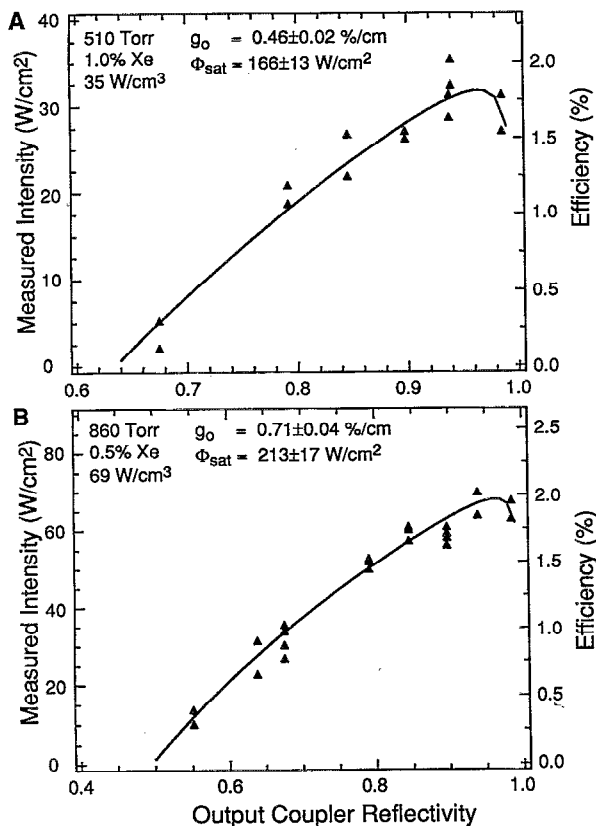 A
510 Torr
1.0% Xe
35 W/cm³
g₀ = 0.46±0.02 %/cm
Φsat = 166±13 W/cm²
Measured Intensity (W/cm²)
40
30
20
10
0
Efficiency (%)
2.0
1.5
1.0
0.5
0.0
0.6
0.7
0.8
0.9
1.0
B
860 Torr
0.5% Xe
69 W/cm³
g₀ = 0.71±0.04 %/cm
Φsat = 213±17 W/cm²
Measured Intensity (W/cm²)
80
60
40
20
0
Efficiency (%)
2.5
2.0
1.5
1.0
0.5
0.0
0.4
0.6
0.8
1.0
Output Coupler Reflectivity